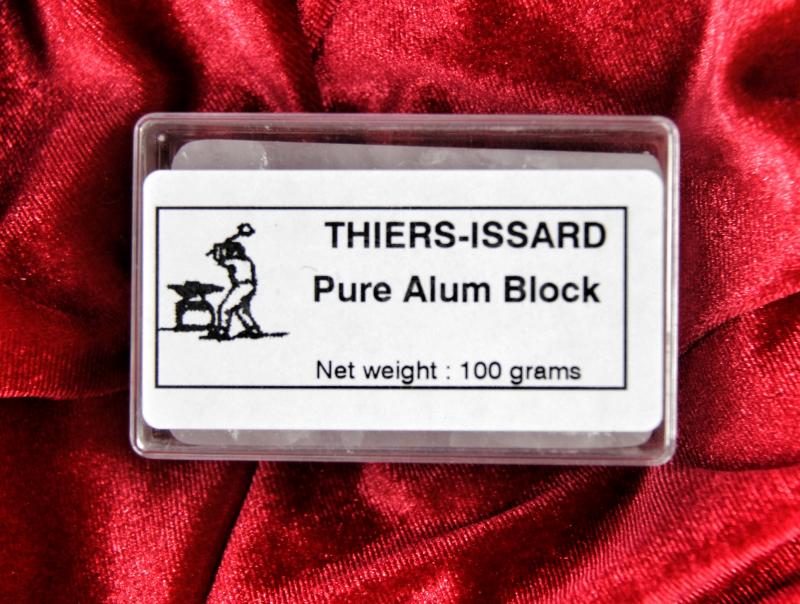 THIERS-ISSARD
Pure Alum Block
Net weight : 100 grams